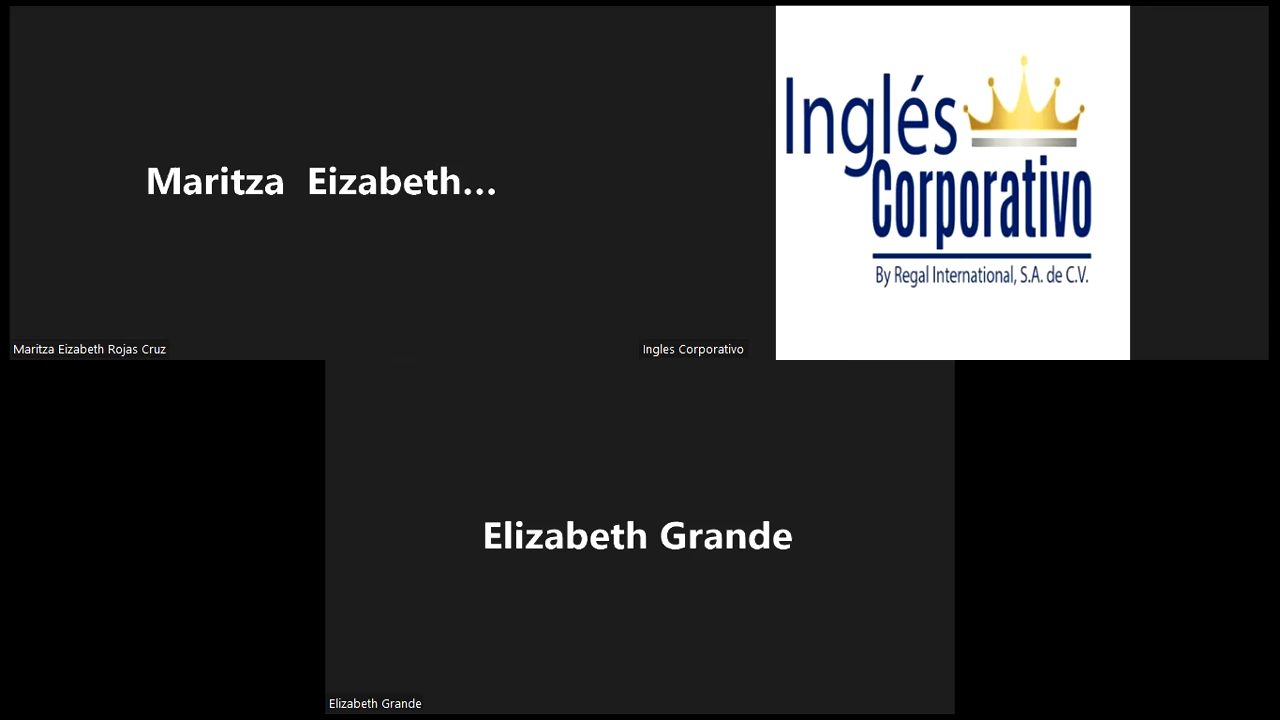 Maritza  Eizabeth...
Maritza Eizabeth Rojas Cruz
Inglés
Corporativo
By Regal International, S.A. de C.V.
Ingles Corporativo
Elizabeth Grande
Elizabeth Grande